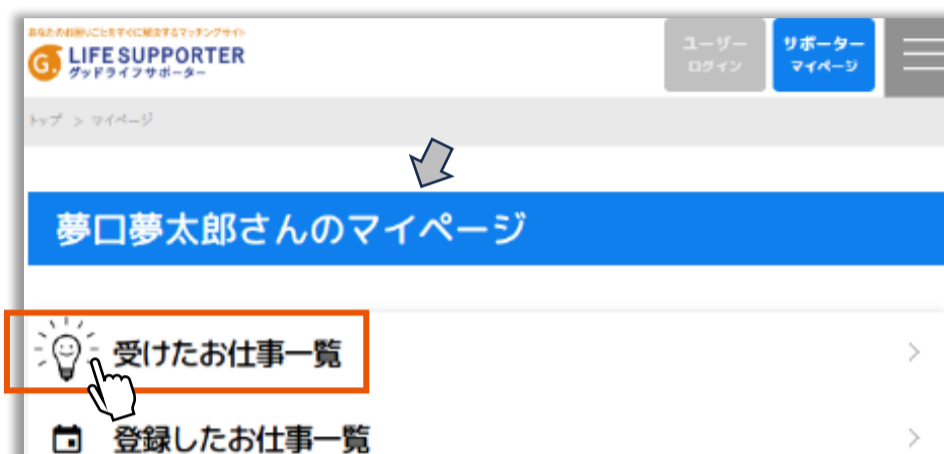 あなたのお困りごとをすぐに解決するマッチングサイト
G. LIFE SUPPORTER
グッドライフサポーター
ユーザー
ログイン
サポーター
マイページ
トップ > マイページ
夢口夢太郎さんのマイページ
受けたお仕事一覧
登録したお仕事一覧